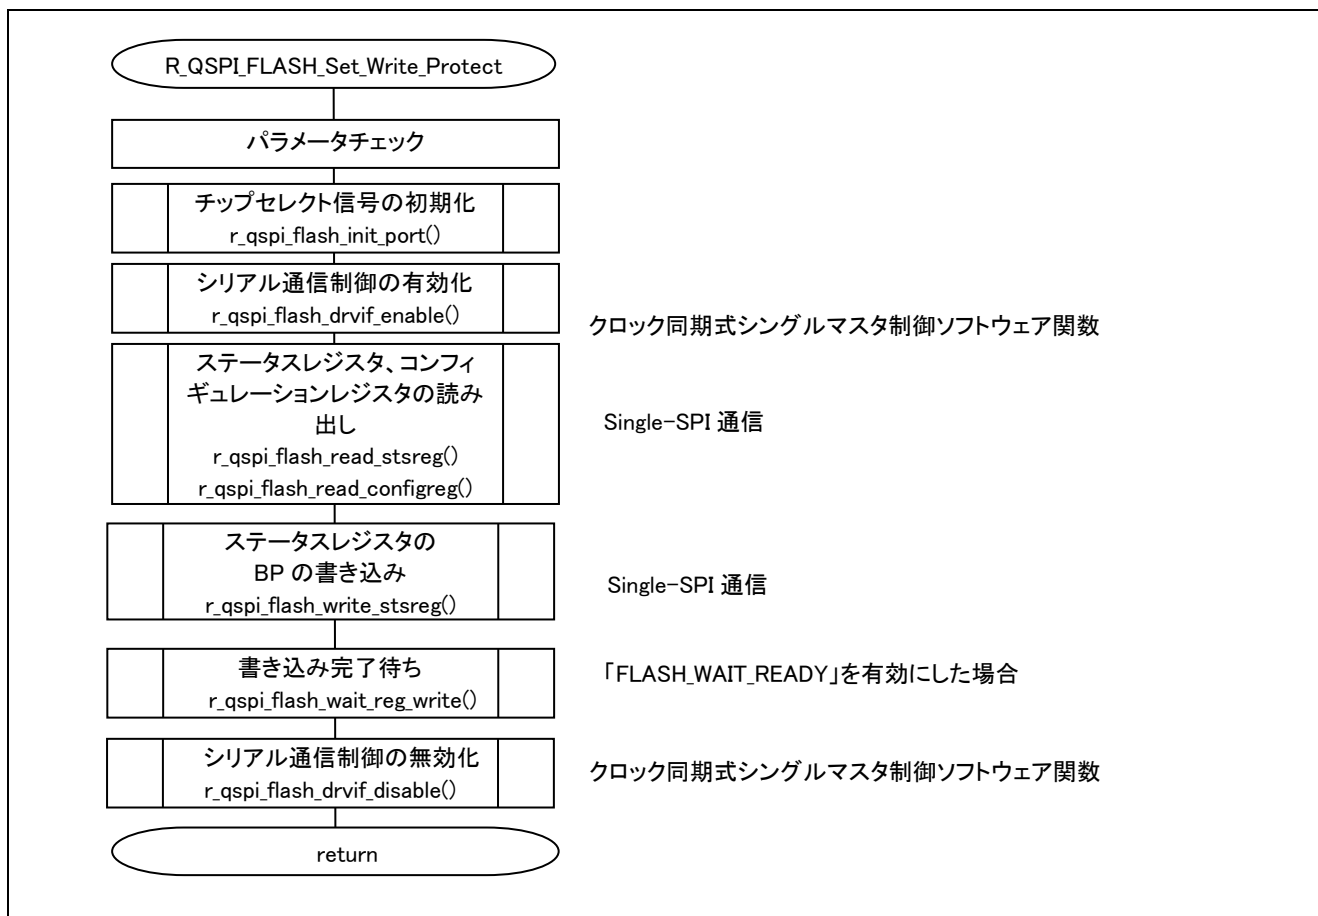 R_QSPI_FLASH_Set_Write_Protect
パラメータチェック
チップセレクト信号の初期化
r_qspi_flash_init_port()
シリアル通信制御の有効化
r_qspi_flash_drvif_enable()
クロック同期式シングルマスタ制御ソフトウェア関数
ステータスレジスタ、コンフィ
ギュレーションレジスタの読み
出し
r_qspi_flash_read_stsreg()
r_qspi_flash_read_configreg()
Single-SPI 通信
ステータスレジスタの
BP の書き込み
r_qspi_flash_write_stsreg()
Single-SPI 通信
書き込み完了待ち
r_qspi_flash_wait_reg_write()
「FLASH_WAIT_READY」を有効にした場合
シリアル通信制御の無効化
r_qspi_flash_drvif_disable()
クロック同期式シングルマスタ制御ソフトウェア関数
return